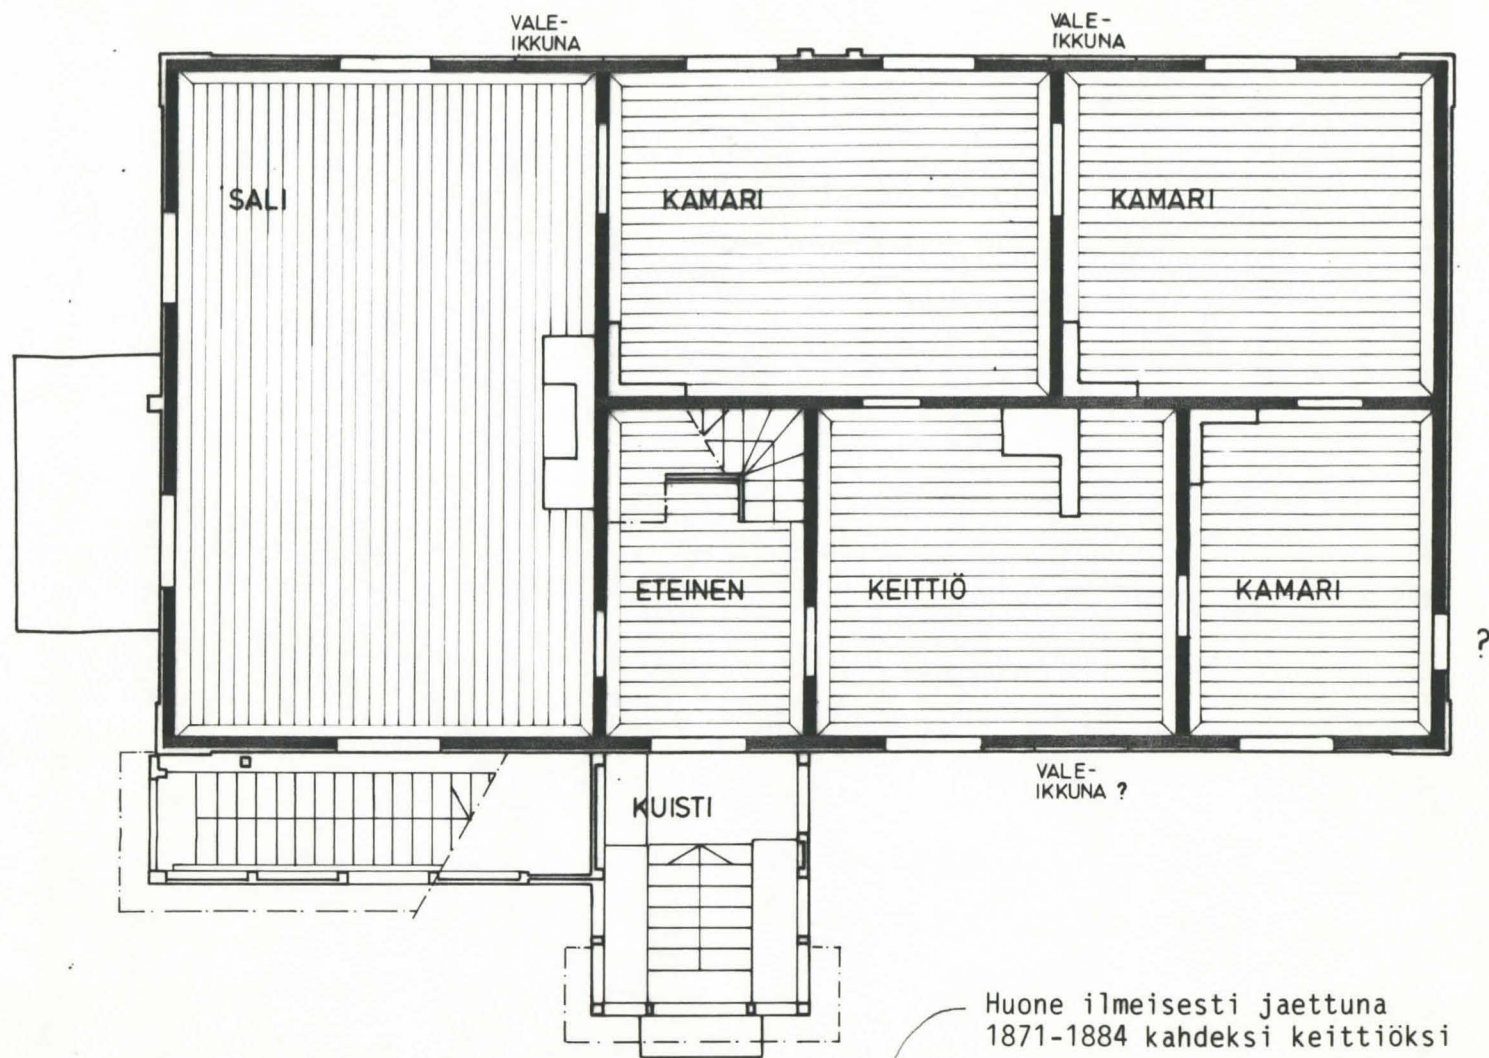 VALE-
IKKUNA
VALE-
IKKUNA
SALI
KAMARI
KAMARI
ETEINEN
KEITTIÖ
KAMARI
?
KUISTI
VALE-
IKKUNA ?
Huone ilmeisesti jaettuna
1871-1884 kahdeksi keittiöksi